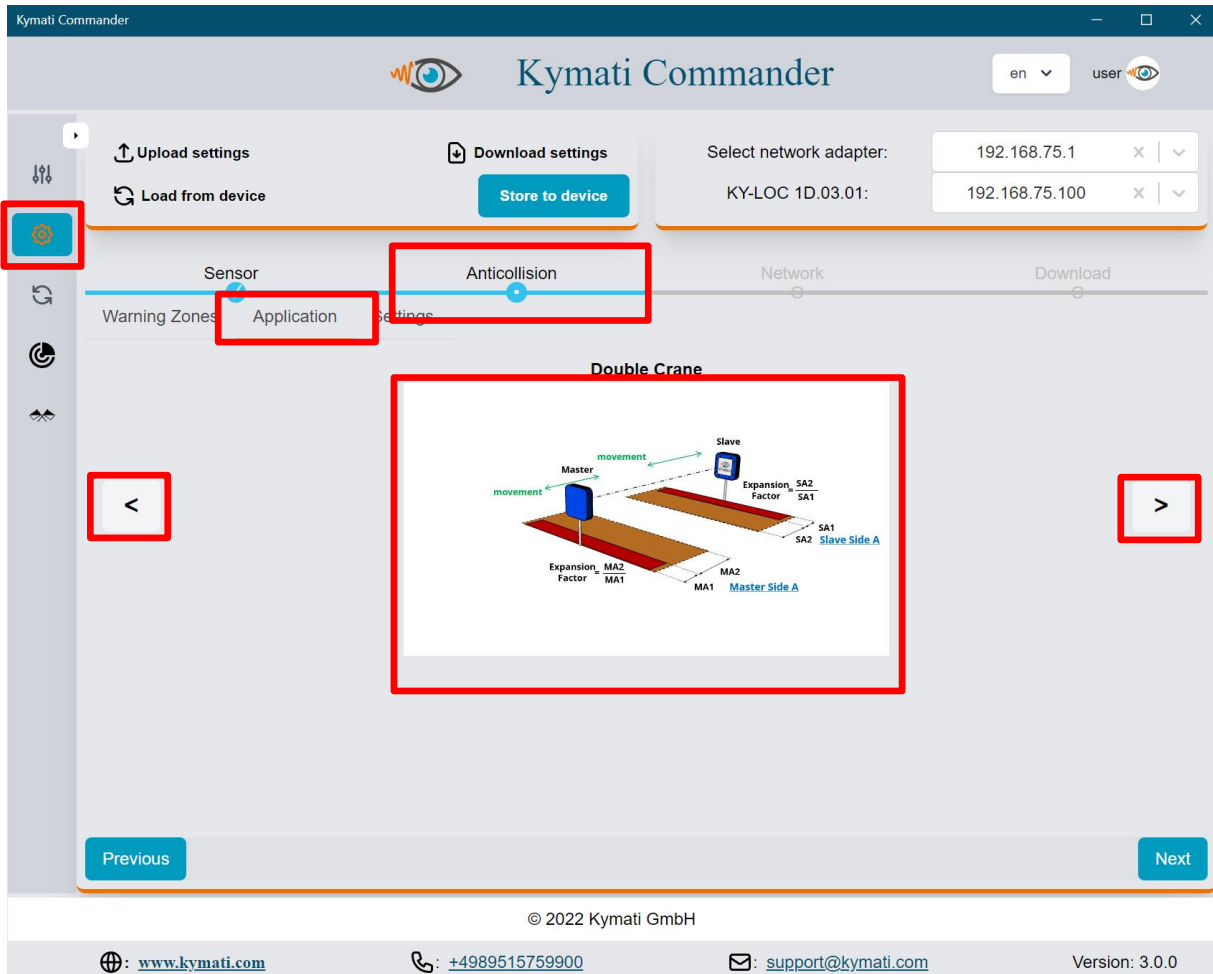 Kymati Commander
Kymati Commander
en
user
Upload settings
Download settings
Load from device
Store to device
Select network adapter:
192.168.75.1
KY-LOC 1D.03.01:
192.168.75.100
Sensor
Anticollision
Network
Download
Warning Zones
Application
Settings
Double Crane
Slave
movement
Master
movement
Expansion Factor = SA2 / SA1
SA1
SA2 Slave Side A
Expansion Factor = MA2 / MA1
MA2
MA1 Master Side A
<
>
Previous
Next
© 2022 Kymati GmbH
: www.kymati.com
: +4989515759900
: support@kymati.com
Version: 3.0.0